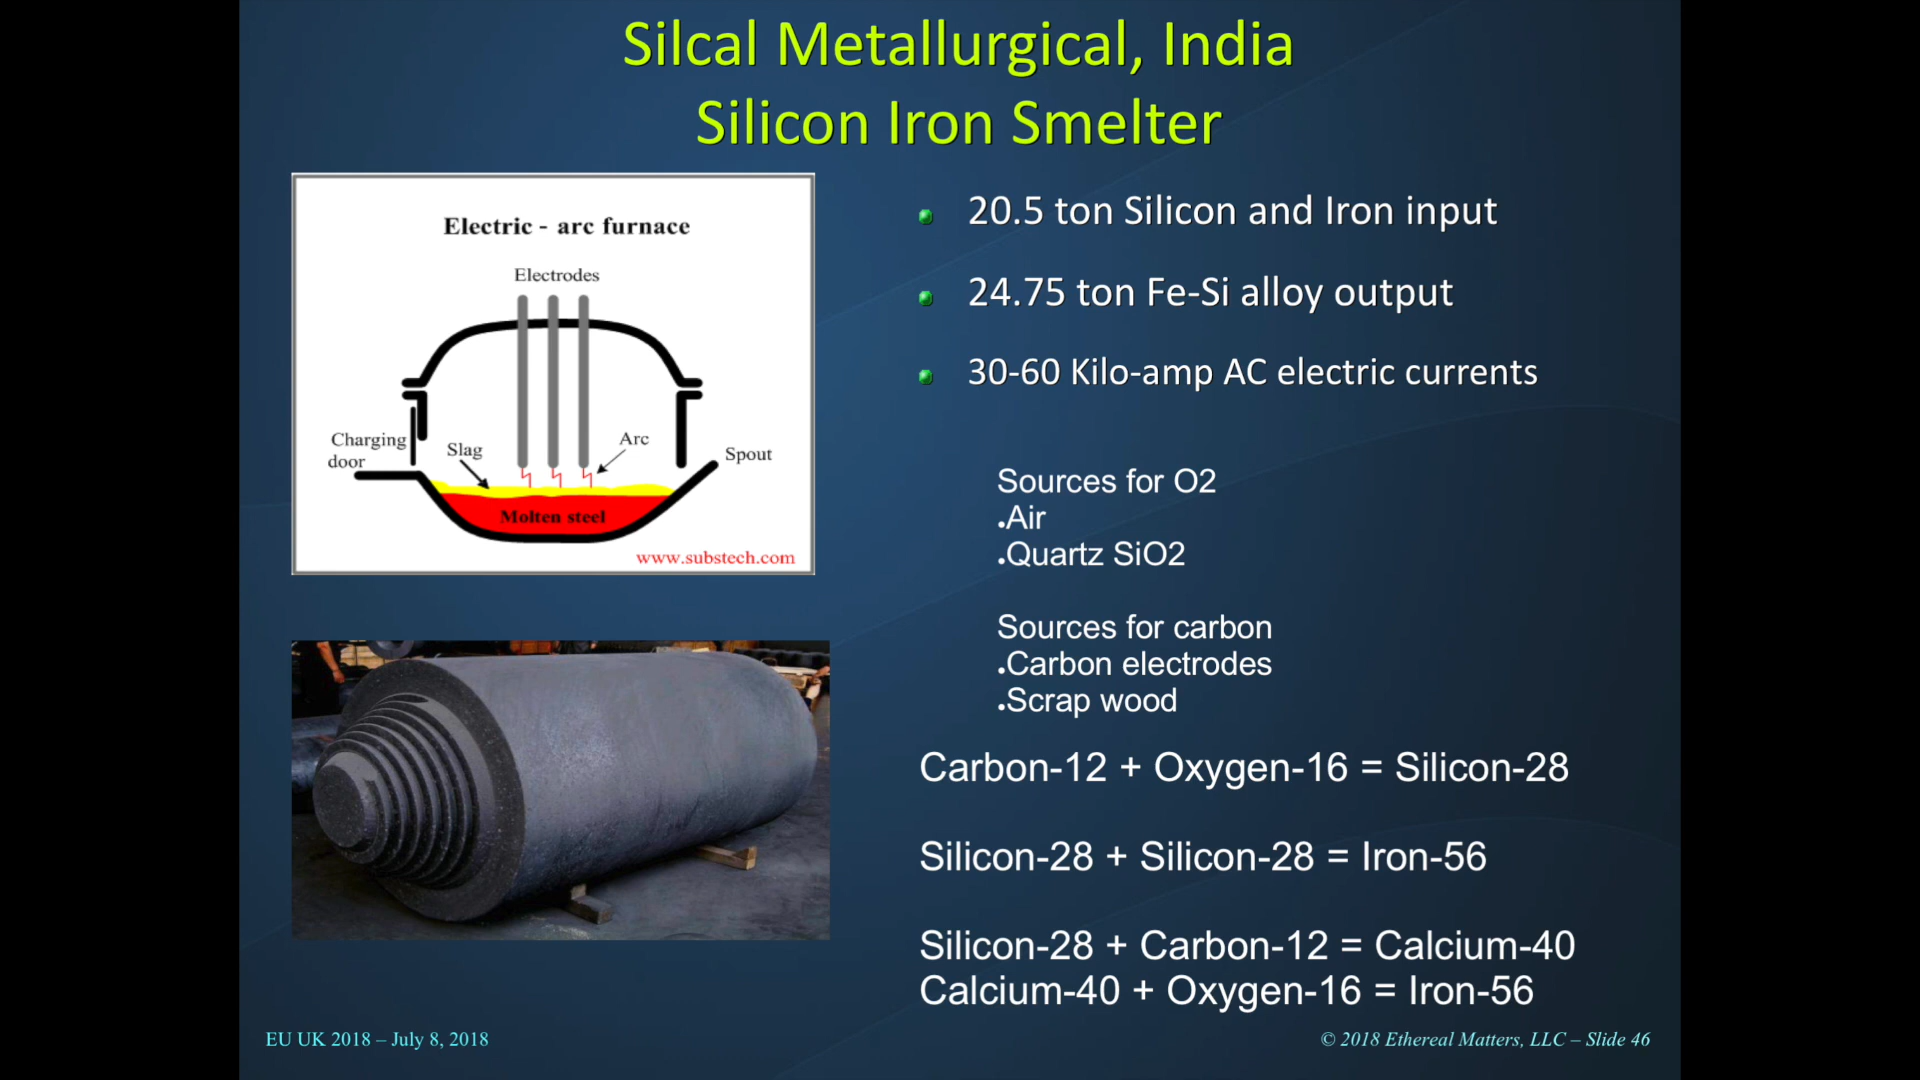 Silcal Metallurgical, India
Silicon Iron Smelter
Electric - arc furnace
Electrodes
Charging
door
Slag
Arc
Spout
Molten steel
www.substech.com
20.5 ton Silicon and Iron input
24.75 ton Fe-Si alloy output
30-60 Kilo-amp AC electric currents
Sources for O2
•Air
•Quartz SiO2
Sources for carbon
•Carbon electrodes
•Scrap wood
Carbon-12 + Oxygen-16 = Silicon-28
Silicon-28 + Silicon-28 = Iron-56
Silicon-28 + Carbon-12 = Calcium-40
Calcium-40 + Oxygen-16 = Iron-56
EU UK 2018 – July 8, 2018
© 2018 Ethereal Matters, LLC – Slide 46